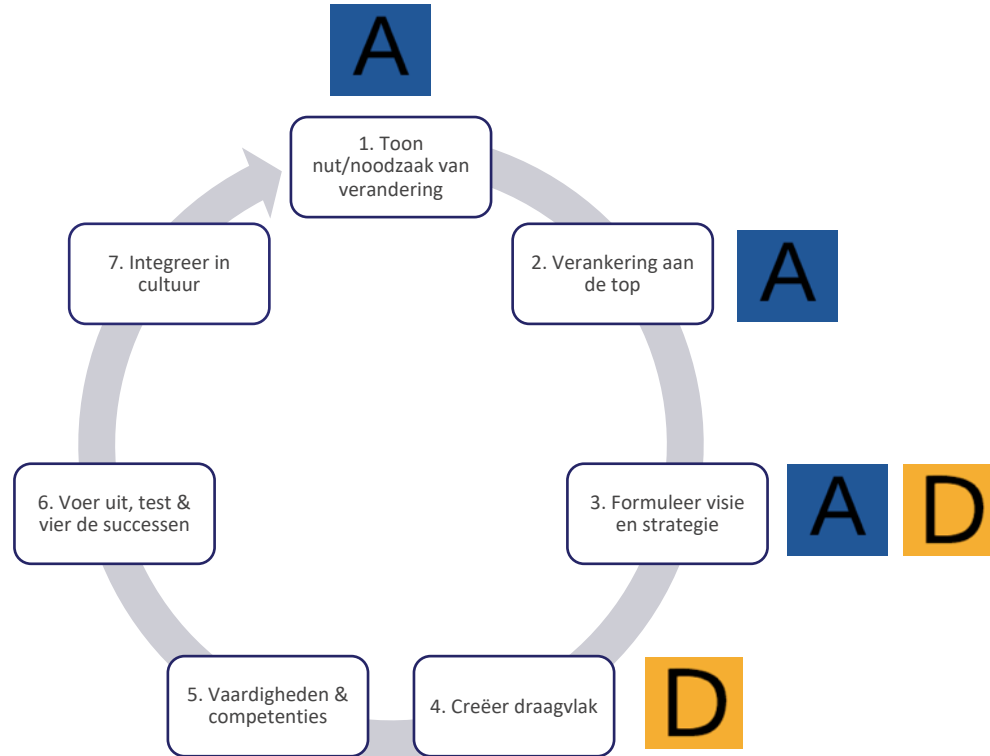 A
1. Toon
nut/noodzaak van
verandering
2. Verankering aan
de top
A
3. Formuleer visie
en strategie
A D
4. Creëer draagvlak
D
5. Vaardigheden &
competenties
6. Voer uit, test &
vier de successen
7. Integreer in
cultuur